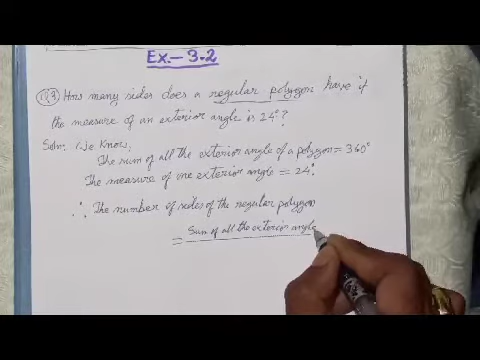 Ex.- 3.2
Q3 How many sides does a regular polygon have if
the measure of an exterior angle is 24°?
Soln: We Know,
The sum of all the exterior angle of a polygon = 360°
The measure of one exterior angle = 24°.
∴ The number of sides of the regular polygon
= Sum of all the exterior angle